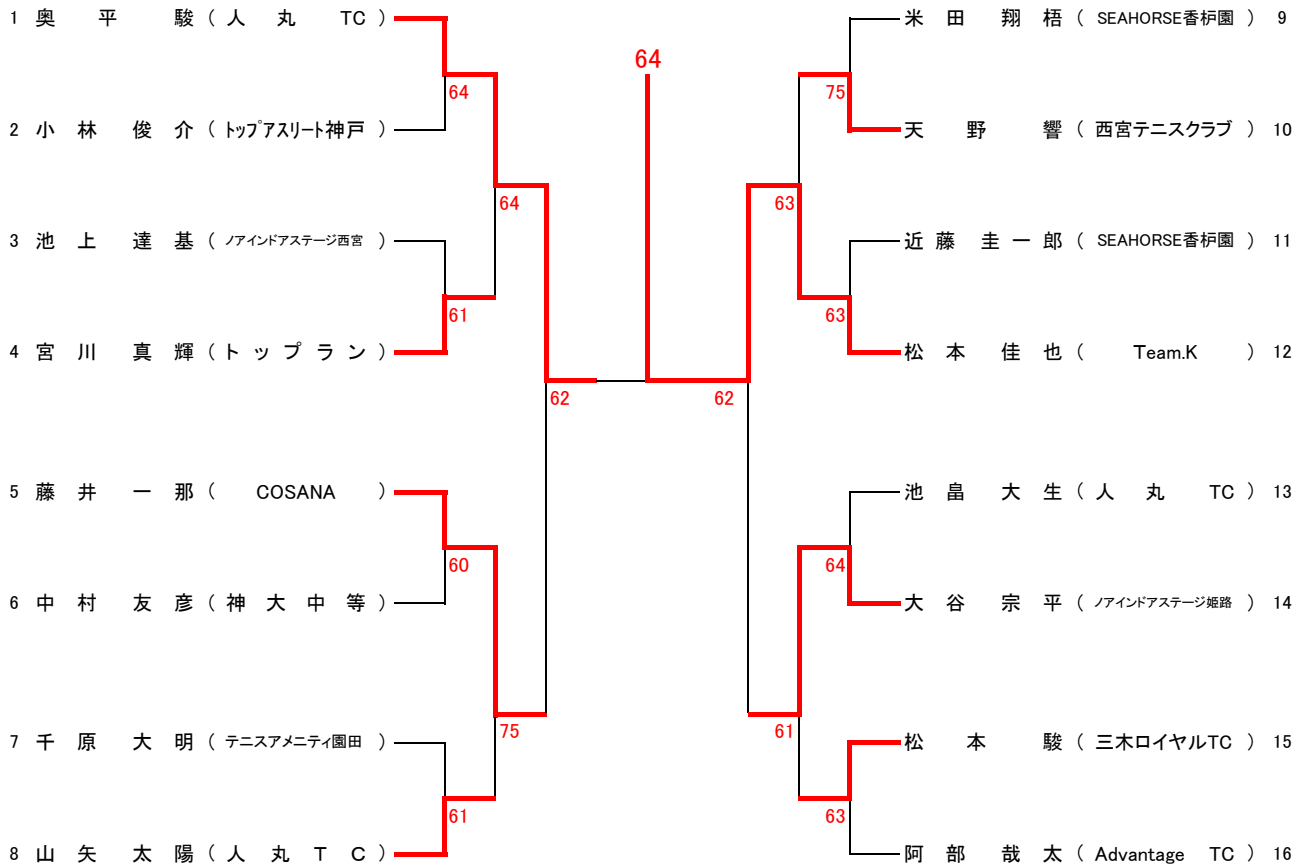 1 奥平 駿 (人丸 TC)
64
2 小林 俊介 (トップアスリート神戸)
64
3 池上 達基 (ノアインドアステージ西宮)
61
4 宮川 真輝 (トップラン)
62
5 藤井 一那 (COSANA)
60
6 中村 友彦 (神大中等)
75
7 千原 大明 (テニスアメニティ園田)
61
8 山矢 太陽 (人丸TC)
64
米田 翔梧 (SEAHORSE香枦園) 9
75
天野 響 (西宮テニスクラブ) 10
63
近藤 圭一郎 (SEAHORSE香枦園) 11
63
松本 佳也 (Team.K) 12
62
池畠 大生 (人丸 TC) 13
64
大谷 宗平 (ノアインドアステージ姫路) 14
61
松本 駿 (三木ロイヤルTC) 15
63
阿部 哉太 (Advantage TC) 16